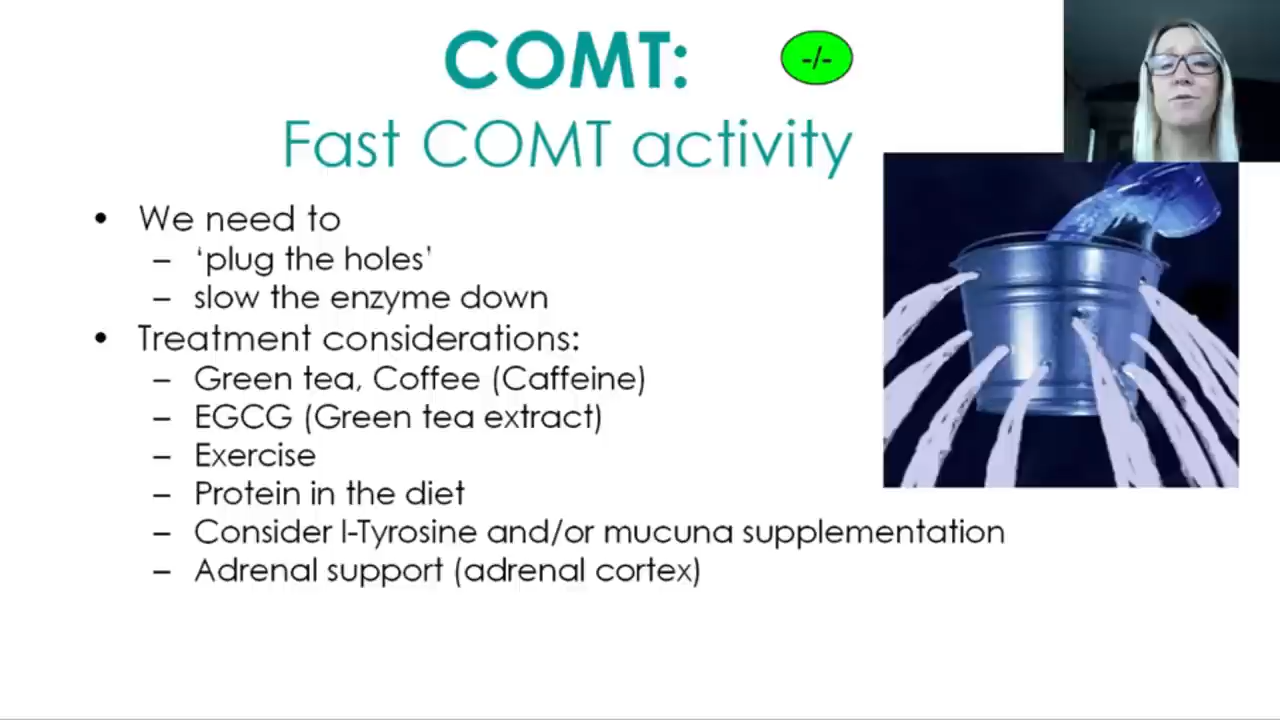 COMT:
-/-
Fast COMT activity
• We need to
– ‘plug the holes’
– slow the enzyme down
• Treatment considerations:
– Green tea, Coffee (Caffeine)
– EGCG (Green tea extract)
– Exercise
– Protein in the diet
– Consider l-Tyrosine and/or mucuna supplementation
– Adrenal support (adrenal cortex)